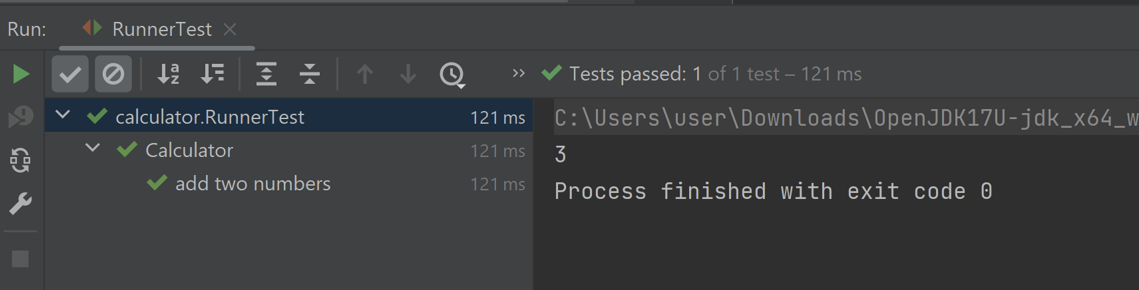 Run: RunnerTest
Tests passed: 1 of 1 test – 121 ms
calculator.RunnerTest 121 ms
Calculator 121 ms
add two numbers 121 ms
C:\Users\user\Downloads\OpenJDK17U-jdk_x64_w
3
Process finished with exit code 0